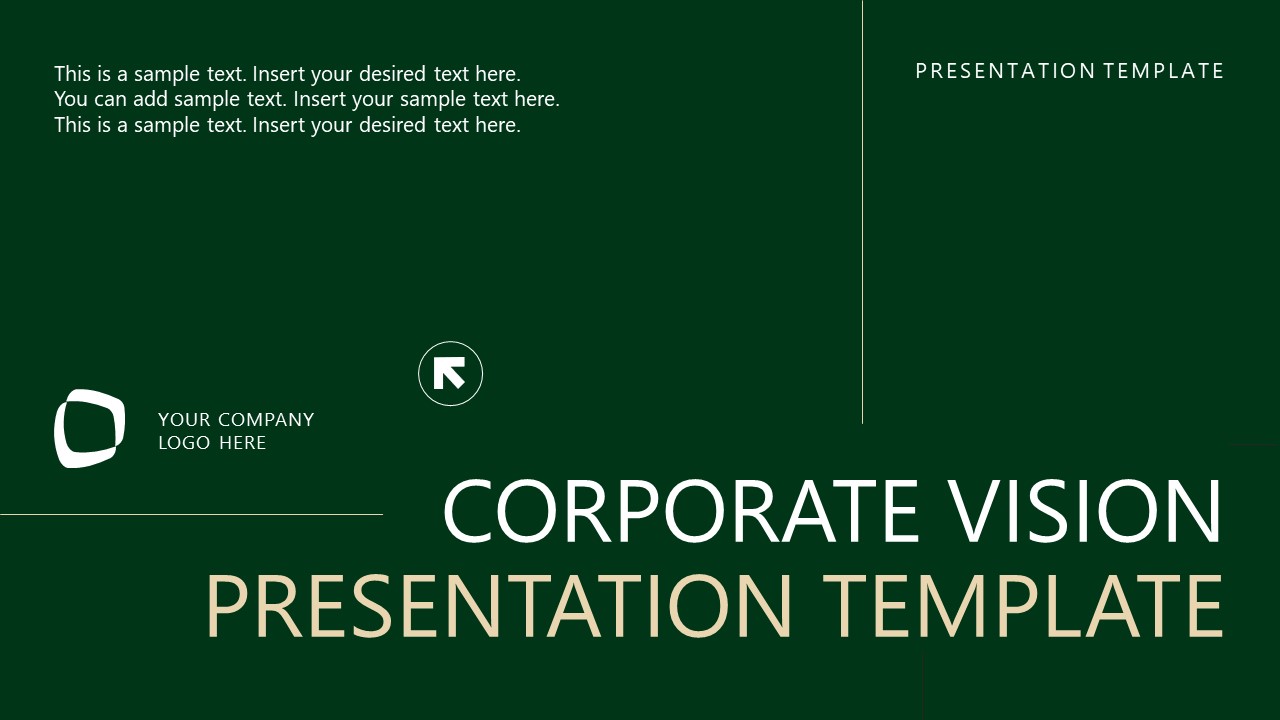 This is a sample text. Insert your desired text here.
You can add sample text. Insert your sample text here.
This is a sample text. Insert your desired text here.
PRESENTATION TEMPLATE
YOUR COMPANY
LOGO HERE
CORPORATE VISION
PRESENTATION TEMPLATE